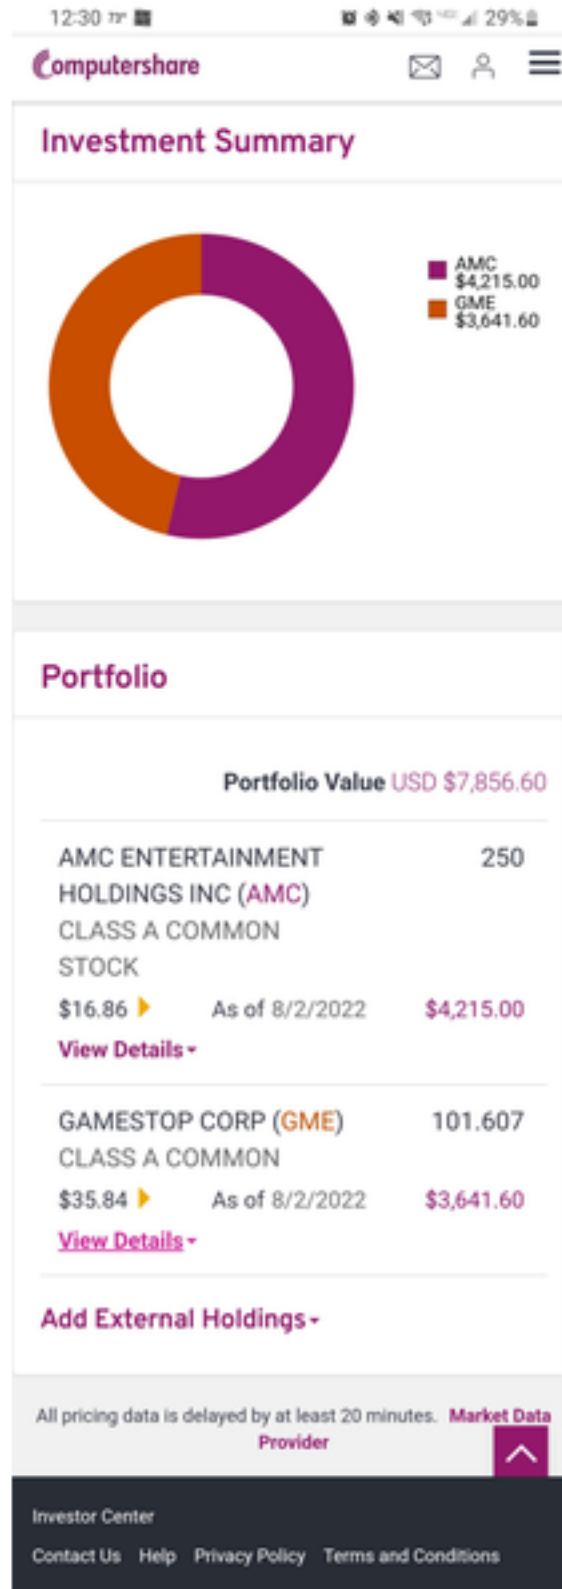 12:30 77°
29%
Computershare
Investment Summary
AMC
$4,215.00
GME
$3,641.60
Portfolio
Portfolio Value USD $7,856.60
AMC ENTERTAINMENT 250
HOLDINGS INC (AMC)
CLASS A COMMON
STOCK
$16.86 As of 8/2/2022 $4,215.00
View Details
GAMESTOP CORP (GME) 101.607
CLASS A COMMON
$35.84 As of 8/2/2022 $3,641.60
View Details
Add External Holdings
All pricing data is delayed by at least 20 minutes. Market Data
Provider
Investor Center
Contact Us Help Privacy Policy Terms and Conditions